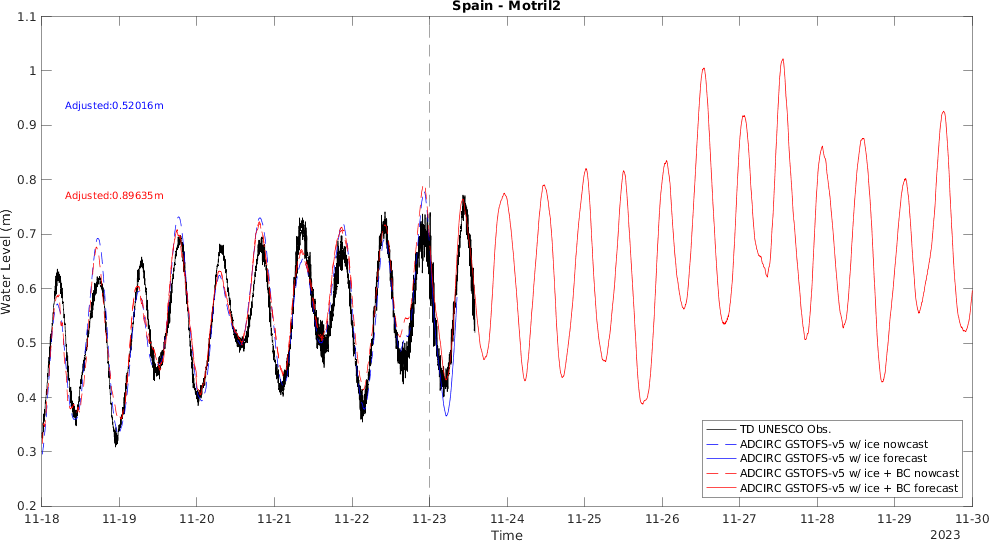 Spain - Motril2
1.1
1
0.9
0.8
0.7
0.6
0.5
0.4
0.3
0.2
Water Level (m)
Adjusted:0.52016m
Adjusted:0.89635m
TD UNESCO Obs.
ADCIRC GSTOFS-v5 w/ ice nowcast
ADCIRC GSTOFS-v5 w/ ice forecast
ADCIRC GSTOFS-v5 w/ ice + BC nowcast
ADCIRC GSTOFS-v5 w/ ice + BC forecast
11-18 11-19 11-20 11-21 11-22 11-23 11-24 11-25 11-26 11-27 11-28 11-29 11-30
Time
2023